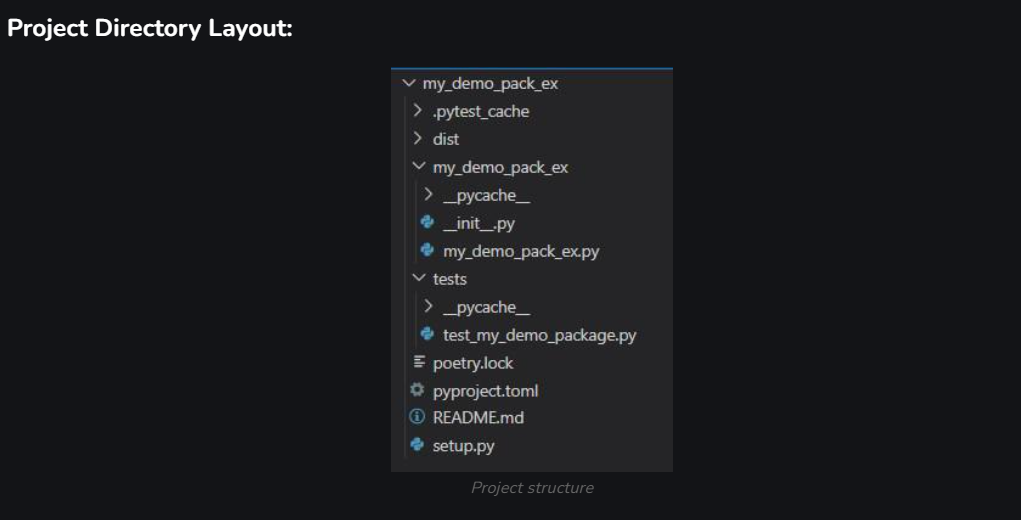 Project Directory Layout:
my_demo_pack_ex
.pytest_cache
dist
my_demo_pack_ex
__pycache__
__init__.py
my_demo_pack_ex.py
tests
__pycache__
test_my_demo_package.py
poetry.lock
pyproject.toml
README.md
setup.py
Project structure